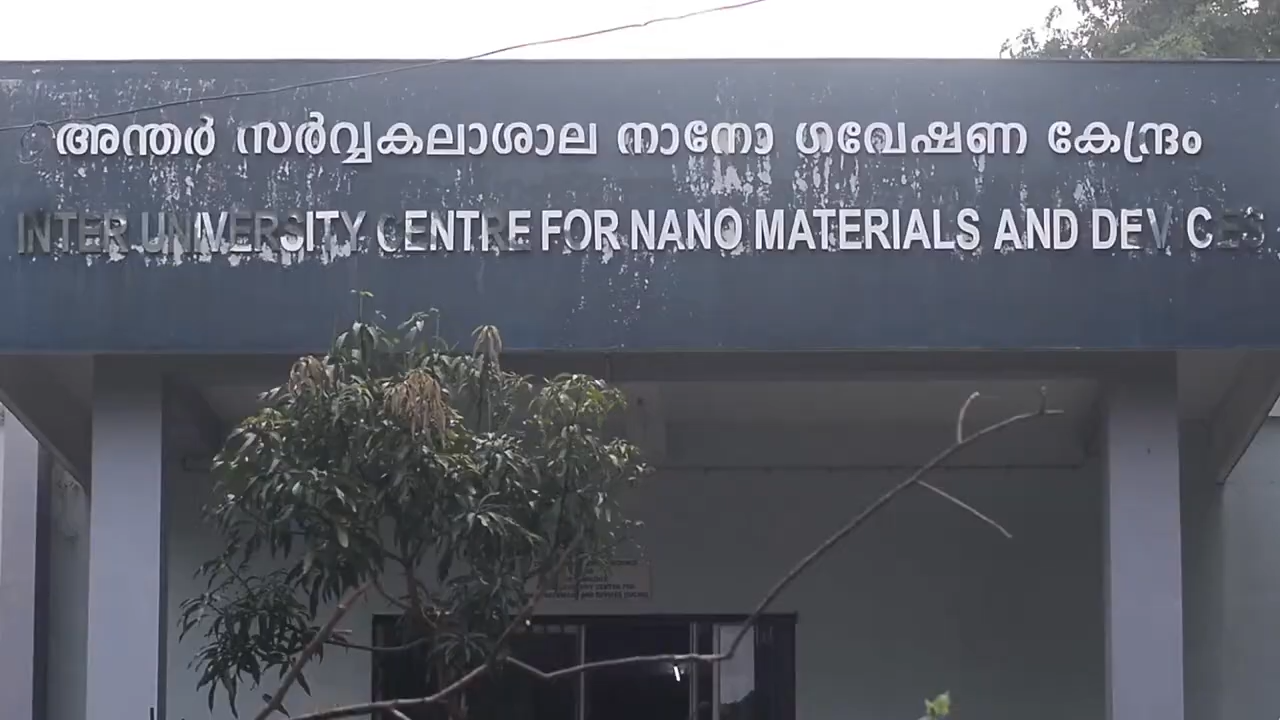 അന്തർ സർവ്വകലാശാല നാനോ ഗവേഷണ കേന്ദ്രം
INTER UNIVERSITY CENTRE FOR NANO MATERIALS AND DEVICES